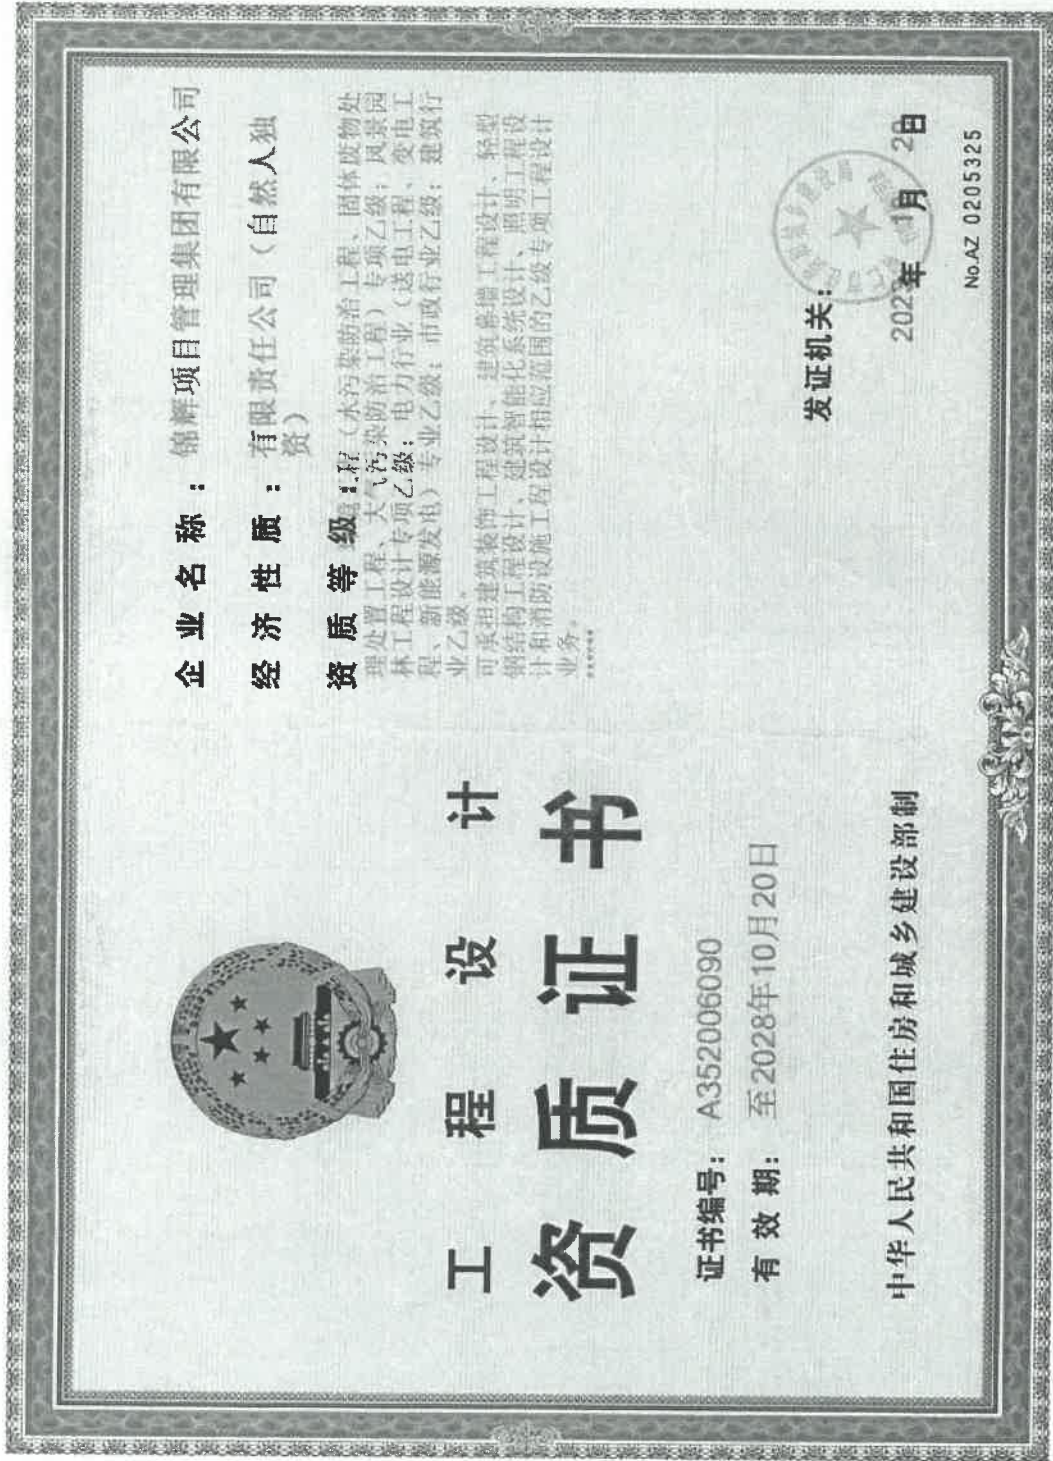 工程设计
资质证书
证书编号：A352006090
有效期：至2028年10月20日
中华人民共和国住房和城乡建设部制
企业名称：锦辉项目管理集团有限公司
经济性质：有限责任公司（自然人独
资）
资质等级：工程（水污染防治工程、固体废物处
理处置工程、大气污染防治工程）专项乙级；风景园
林工程设计专项乙级；电力行业（送电工程、变电工
程、新能源发电）专业乙级；市政行业乙级；建筑行
业乙级。
可承担建筑装饰工程设计、建筑幕墙工程设计、轻型
钢结构工程设计、建筑智能化系统设计、照明工程设
计和消防设施工程设计相应范围的乙级专项工程设计
业务。
******
发证机关：
年月日
No.AZ 0205325